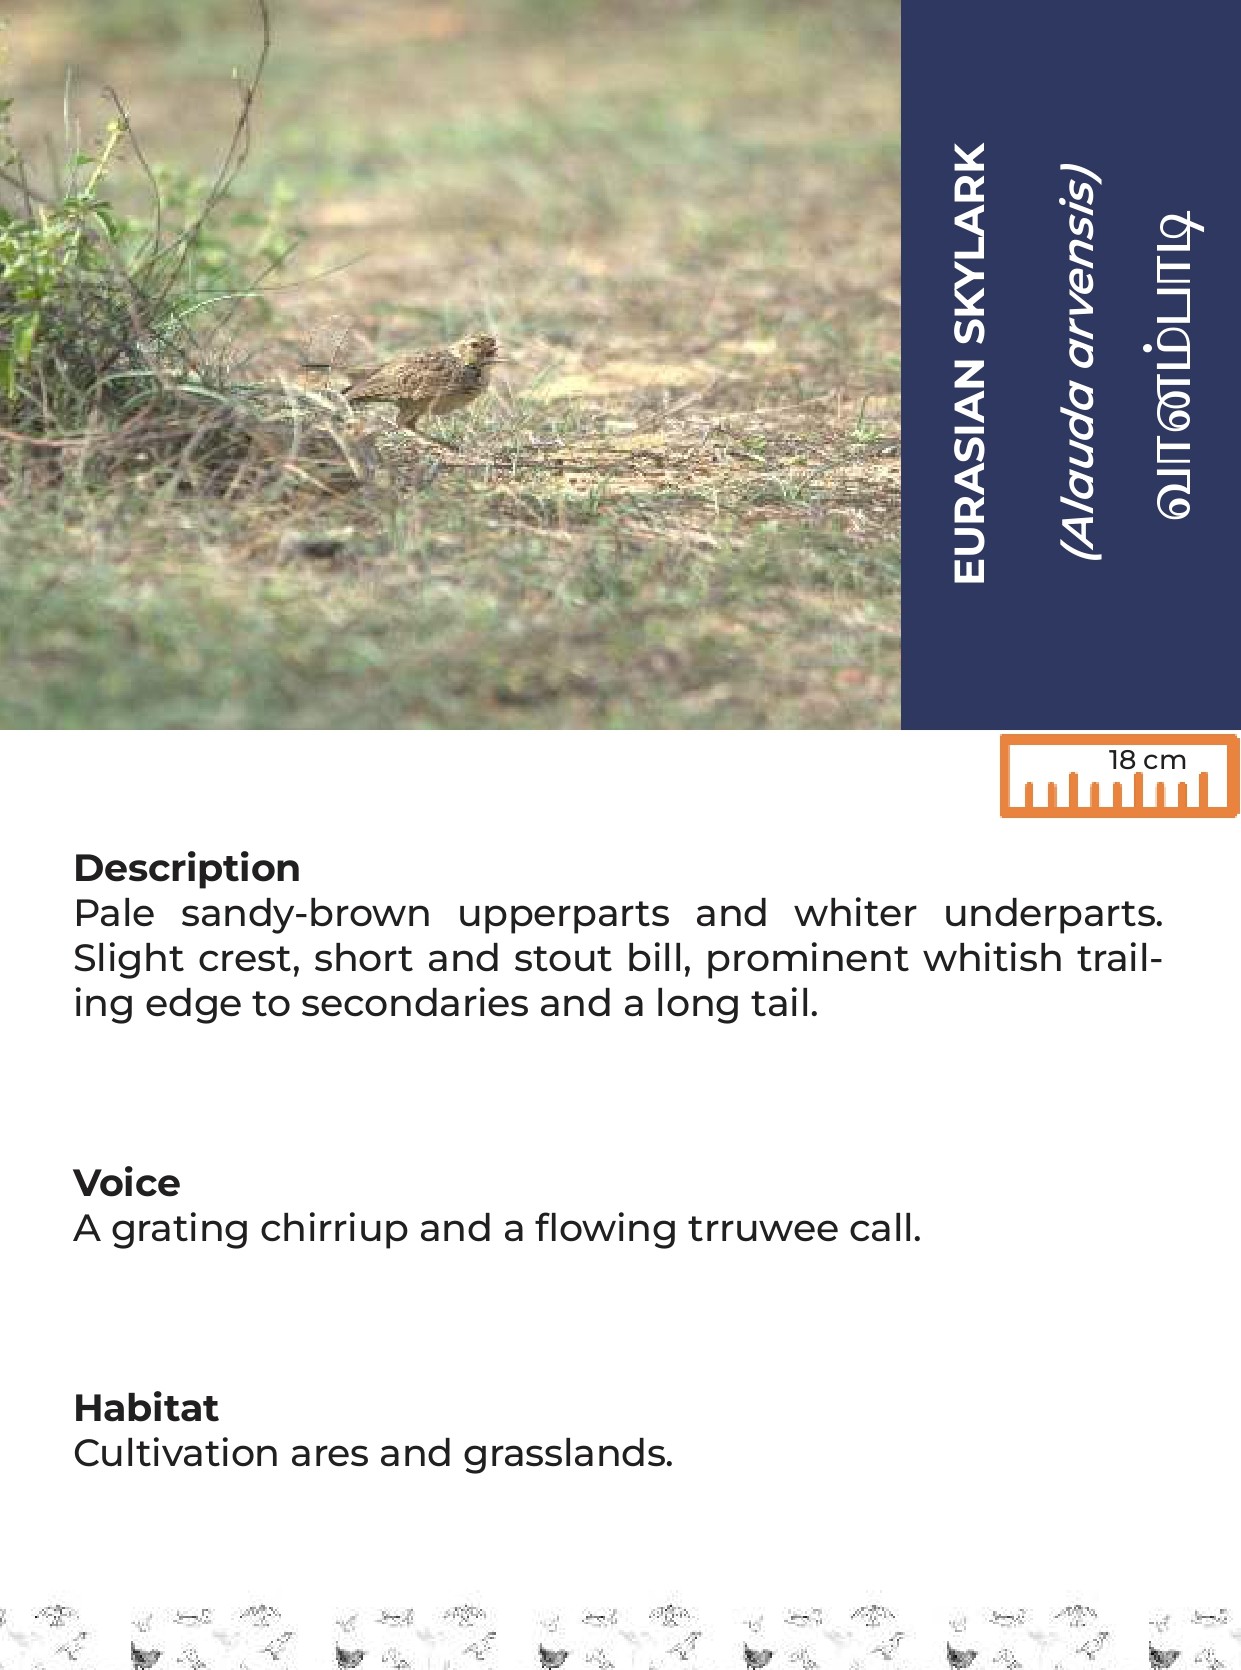 EURASIAN SKYLARK
(Alauda arvensis)
வானம்பாடி
18 cm
Description
Pale sandy-brown upperparts and whiter underparts.
Slight crest, short and stout bill, prominent whitish trail-
ing edge to secondaries and a long tail.
Voice
A grating chirriup and a flowing trruwee call.
Habitat
Cultivation ares and grasslands.